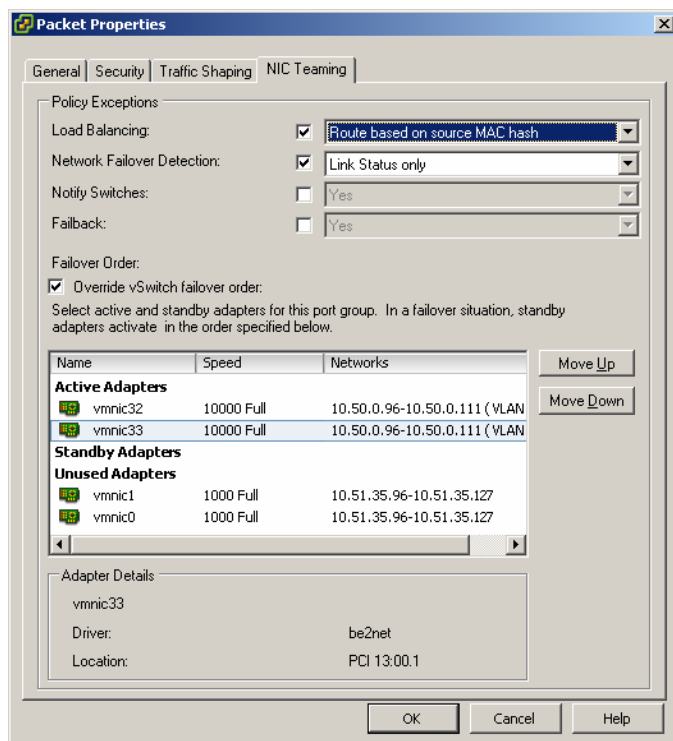 Packet Properties
General Security Traffic Shaping NIC Teaming
Policy Exceptions
Load Balancing: Route based on source MAC hash
Network Failover Detection: Link Status only
Notify Switches: Yes
Failback: Yes
Failover Order:
Override vSwitch failover order:
Select active and standby adapters for this port group. In a failover situation, standby
adapters activate in the order specified below.
Name Speed Networks
Move Up
Active Adapters
vmnic32 10000 Full 10.50.0.96-10.50.0.111 ( VLAN
Move Down
vmnic33 10000 Full 10.50.0.96-10.50.0.111 ( VLAN
Standby Adapters
Unused Adapters
vmnic1 1000 Full 10.51.35.96-10.51.35.127
vmnic0 1000 Full 10.51.35.96-10.51.35.127
Adapter Details
vmnic33
Driver: be2net
Location: PCI 13:00.1
OK Cancel Help